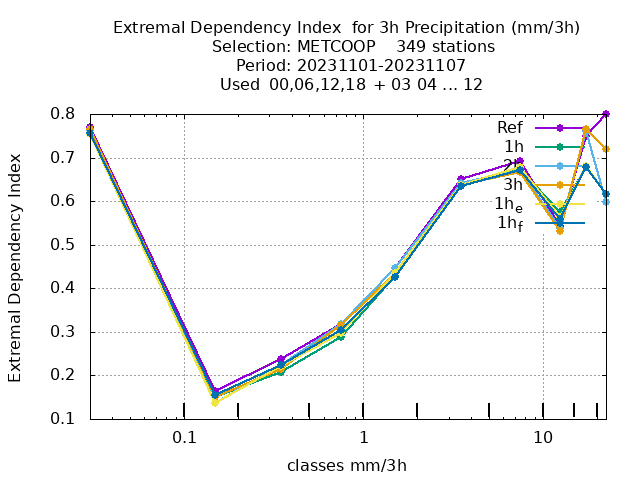 Extremal Dependency Index  for 3h Precipitation (mm/3h)
Selection: METCOOP    349 stations
Period: 20231101-20231107
Used 00,06,12,18 + 03 04 ... 12
Extremal Dependency Index
0.8
0.7
0.6
0.5
0.4
0.3
0.2
0.1
Ref
1h
2h
3h
1he
1hf
0.1 1 10
classes mm/3h